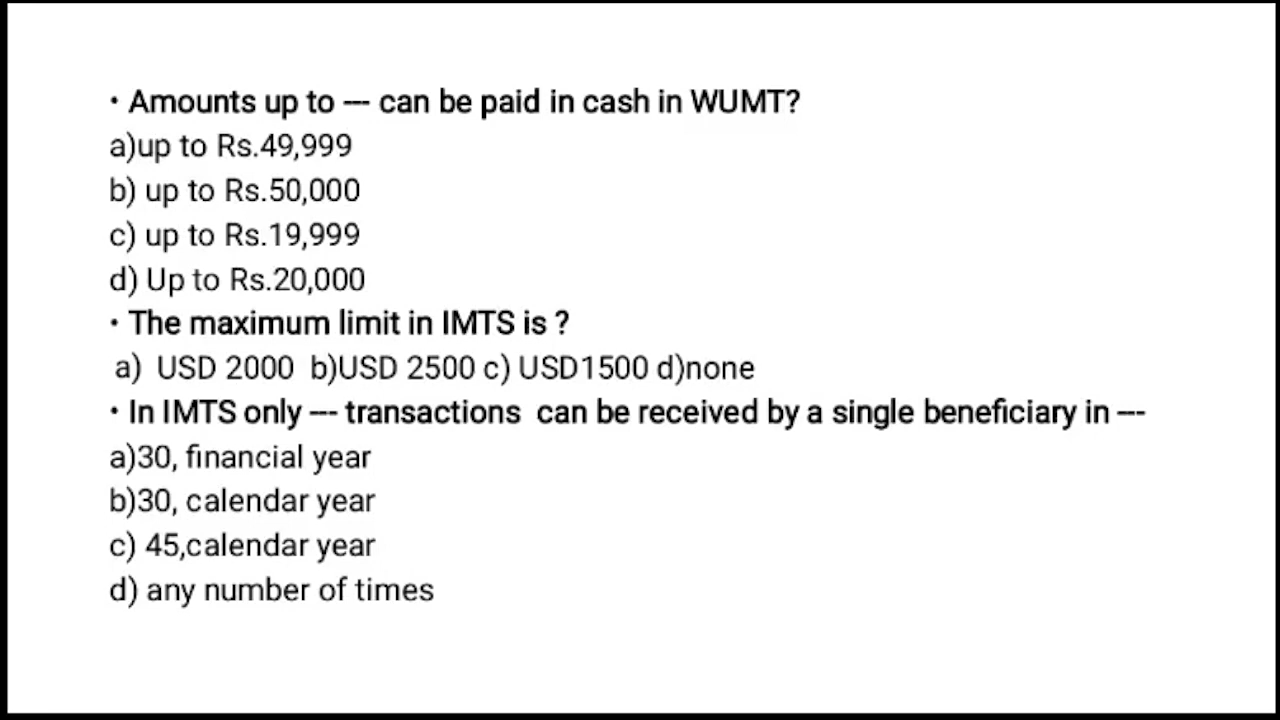 • Amounts up to --- can be paid in cash in WUMT?
a)up to Rs.49,999
b) up to Rs.50,000
c) up to Rs.19,999
d) Up to Rs.20,000
• The maximum limit in IMTS is ?
a) USD 2000 b)USD 2500 c) USD1500 d)none
• In IMTS only --- transactions can be received by a single beneficiary in ---
a)30, financial year
b)30, calendar year
c) 45,calendar year
d) any number of times